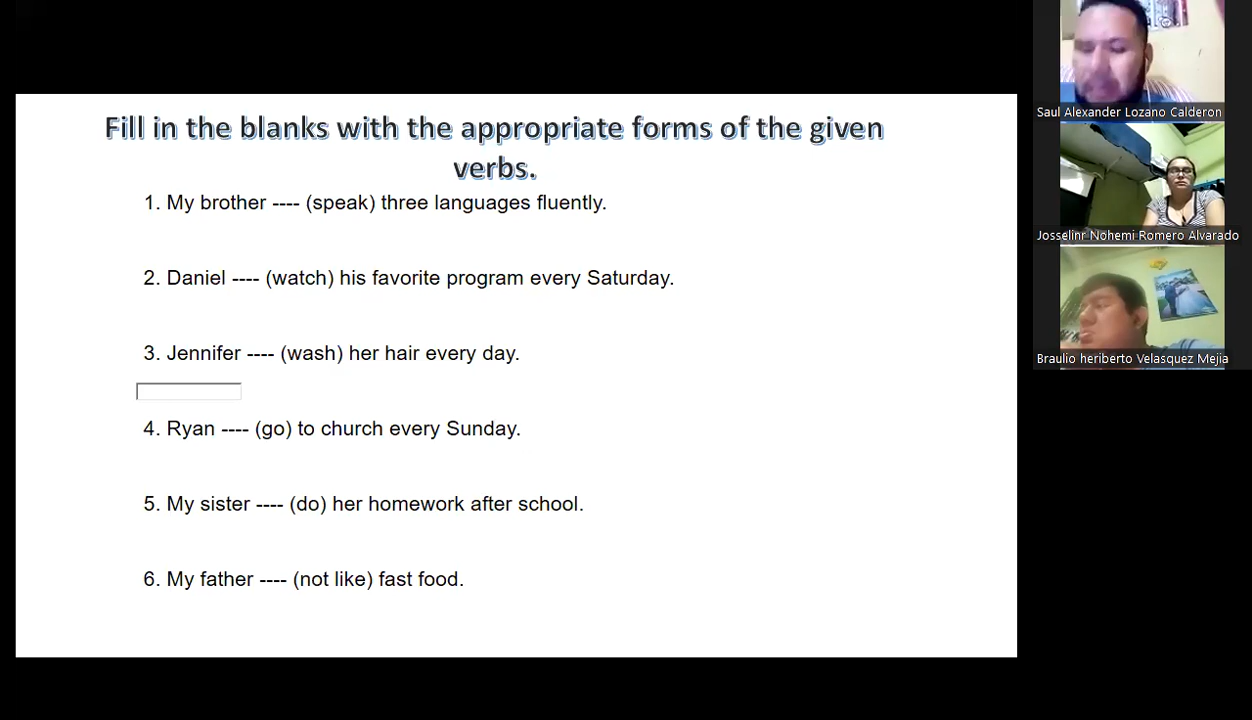 Fill in the blanks with the appropriate forms of the given
verbs.
1. My brother ---- (speak) three languages fluently.
2. Daniel ---- (watch) his favorite program every Saturday.
3. Jennifer ---- (wash) her hair every day.
4. Ryan ---- (go) to church every Sunday.
5. My sister ---- (do) her homework after school.
6. My father ---- (not like) fast food.
Saul Alexander Lozano Calderon
Josselinr Nohemi Romero Alvarado
Braulio heriberto Velasquez Mejia